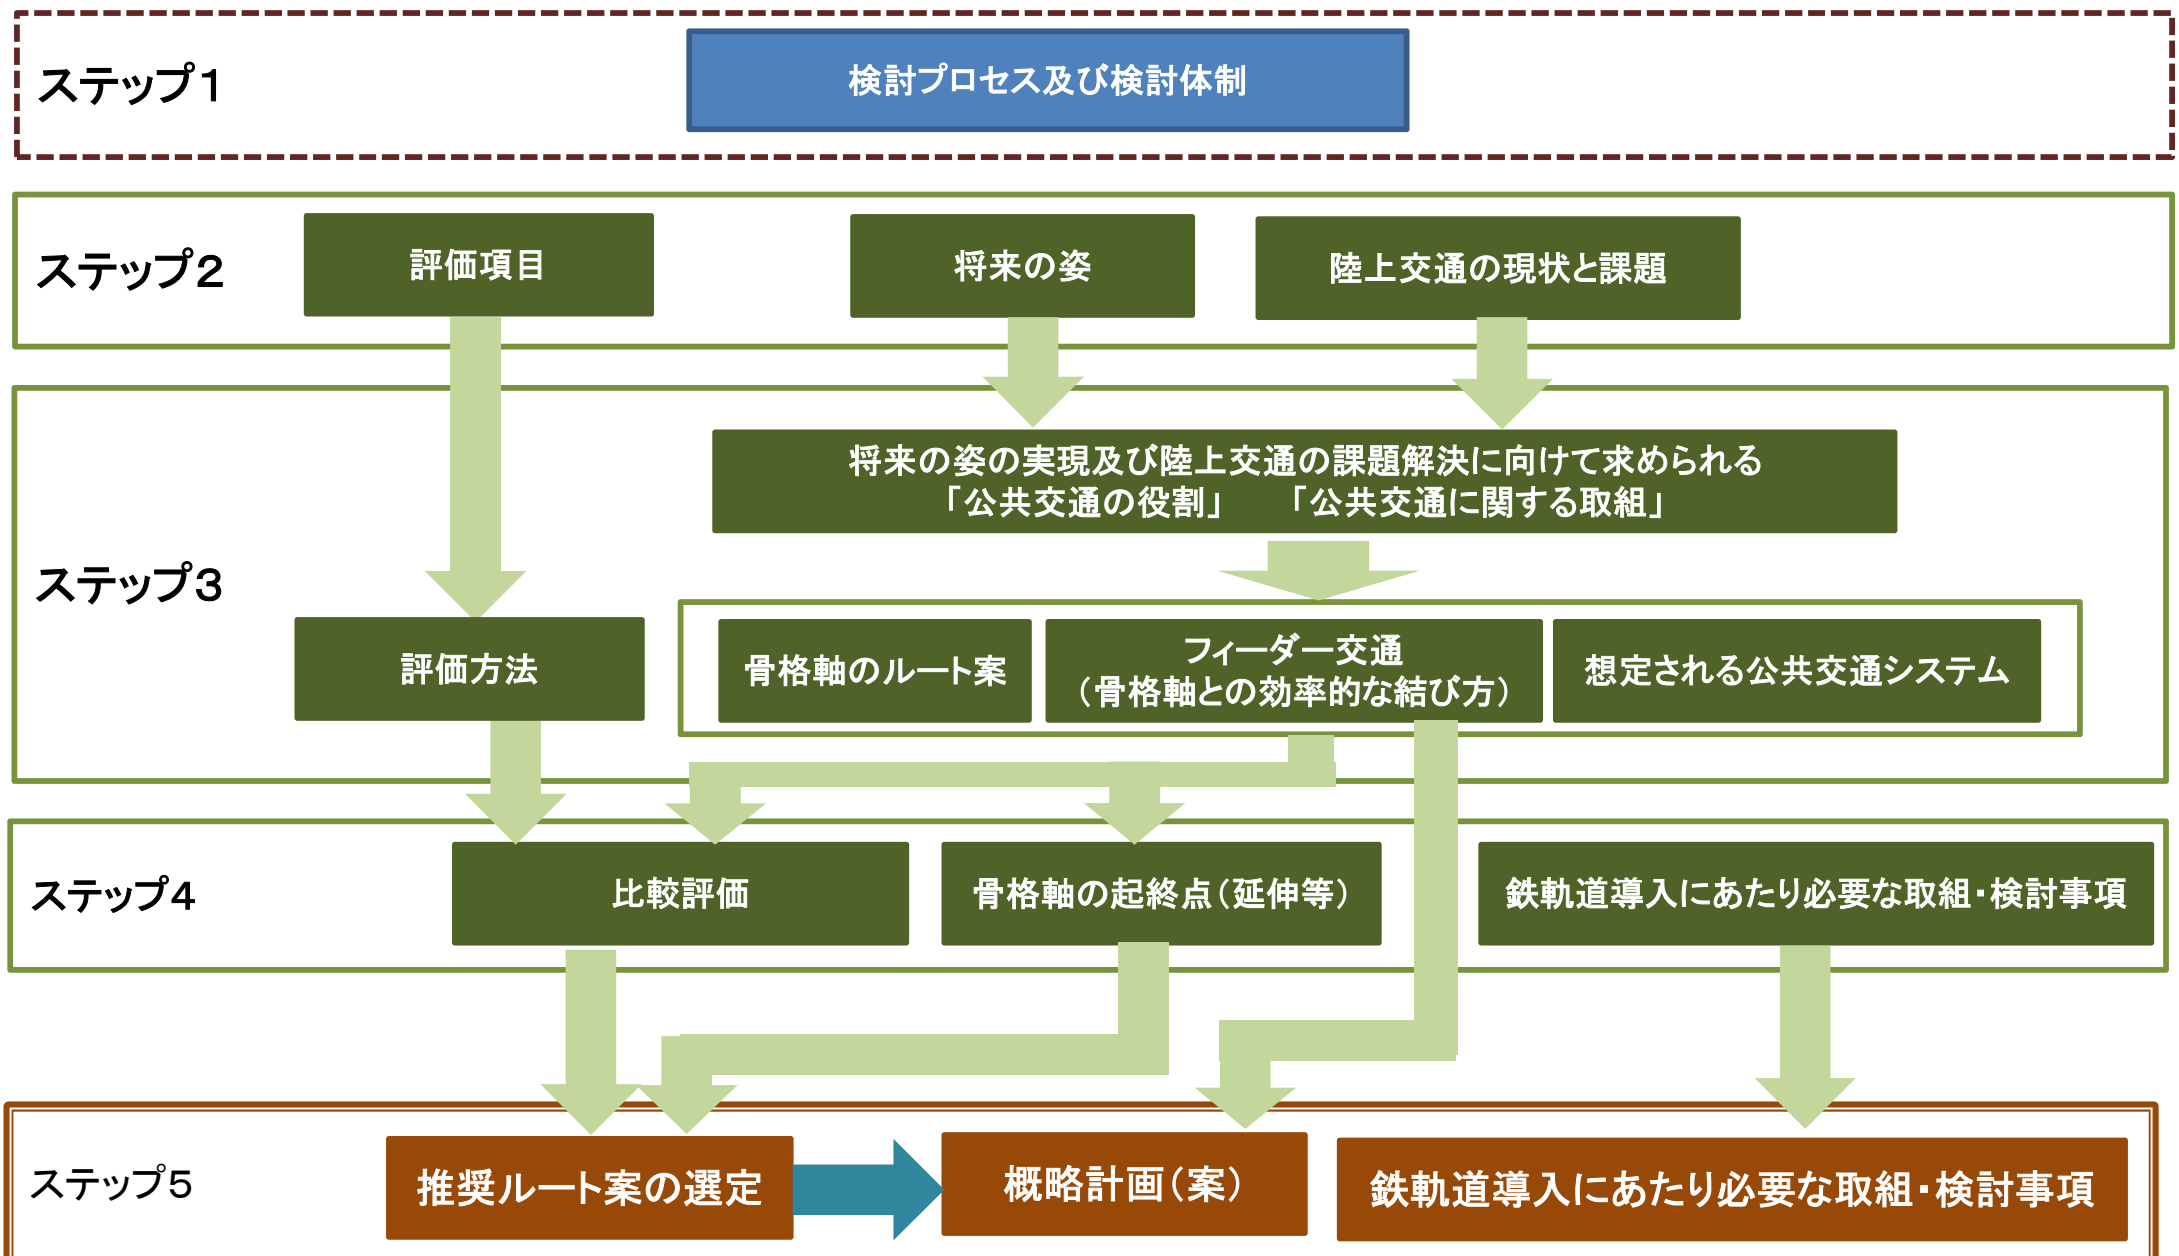 ステップ1
検討プロセス及び検討体制
ステップ2
評価項目
将来の姿
陸上交通の現状と課題
ステップ3
将来の姿の実現及び陸上交通の課題解決に向けて求められる
「公共交通の役割」 「公共交通に関する取組」
評価方法
骨格軸のルート案
フィーダー交通
(骨格軸との効率的な結び方)
想定される公共交通システム
ステップ4
比較評価
骨格軸の起終点(延伸等)
鉄軌道導入にあたり必要な取組・検討事項
ステップ5
推奨ルート案の選定
概略計画(案)
鉄軌道導入にあたり必要な取組・検討事項